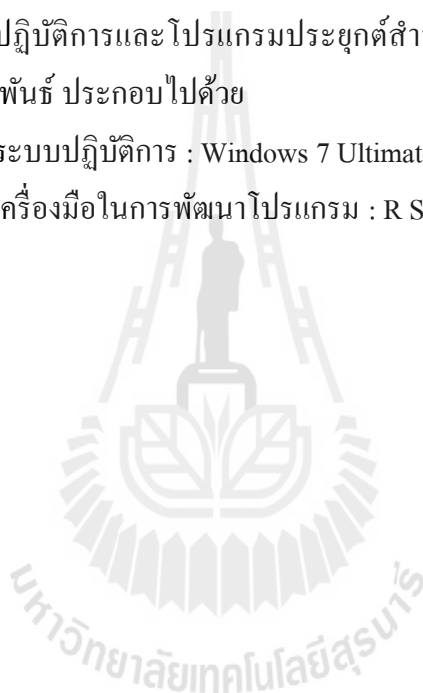 ปฏิบัติการและโปรแกรมประยุกต์สำ
พันธ์ ประกอบไปด้วย
ระบบปฏิบัติการ : Windows 7 Ultimat
ครื่องมือในการพัฒนาโปรแกรม : R S
มหาวิทยาลัยเทคโนโลยีสุรนารี